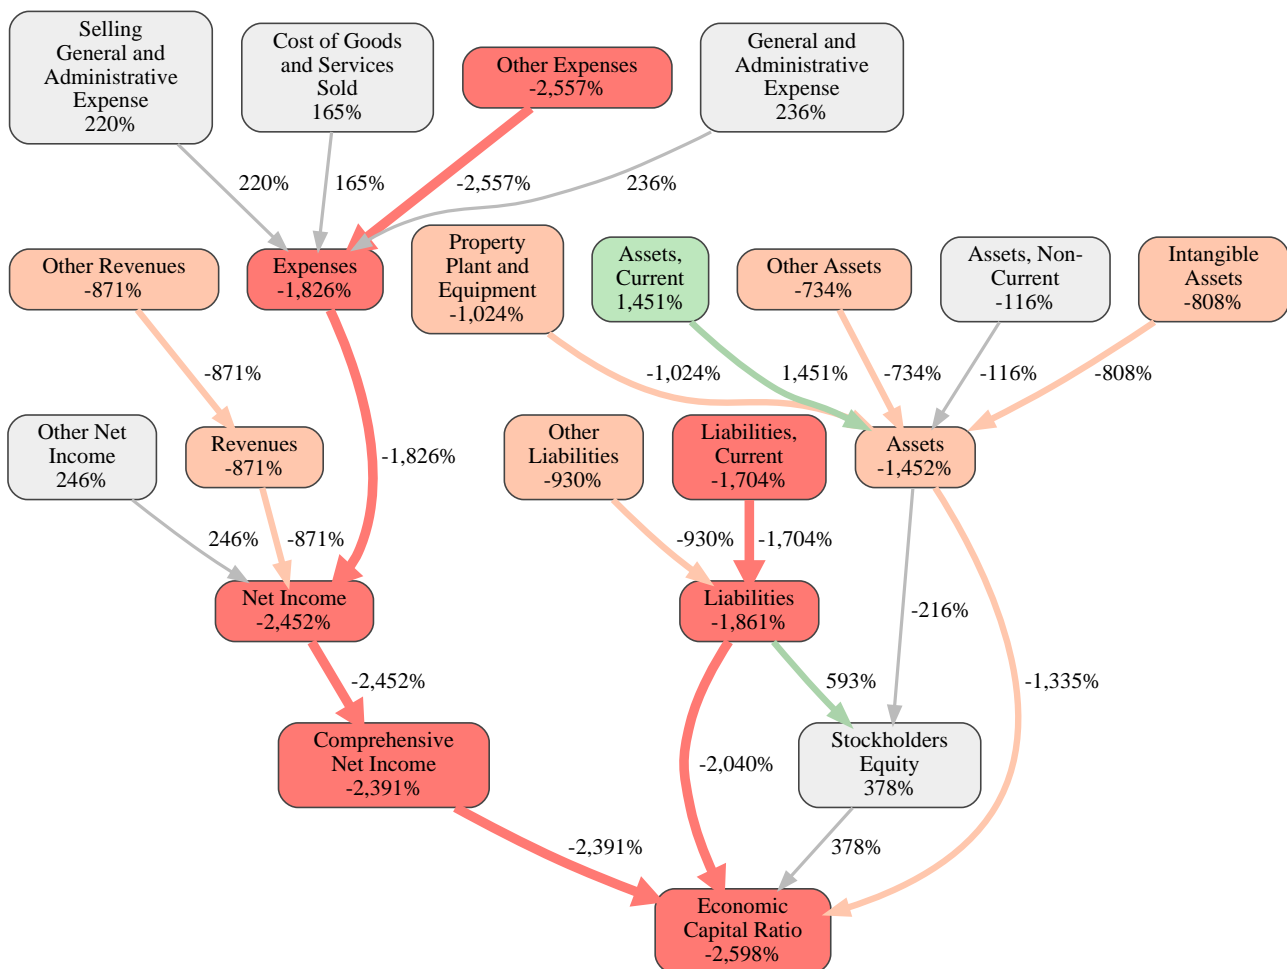 Selling
General and
Administrative
Expense
220%
Cost of Goods
and Services
Sold
165%
Other Expenses
-2,557%
General and
Administrative
Expense
236%
220%
165%
-2,557%
236%
Other Revenues
-871%
Expenses
-1,826%
Property
Plant and
Equipment
-1,024%
Assets,
Current
1,451%
Other Assets
-734%
Assets, Non-
Current
-116%
Intangible
Assets
-808%
-871%
-1,024%
1,451%
-734%
-116%
-808%
Other Net
Income
246%
Revenues
-871%
-1,826%
Other
Liabilities
-930%
Liabilities,
Current
-1,704%
Assets
-1,452%
246%
-871%
-930%
-1,704%
Net Income
-2,452%
Liabilities
-1,861%
-216%
-2,452%
593%
-1,335%
Comprehensive
Net Income
-2,391%
-2,040%
Stockholders
Equity
378%
-2,391%
378%
Economic
Capital Ratio
-2,598%